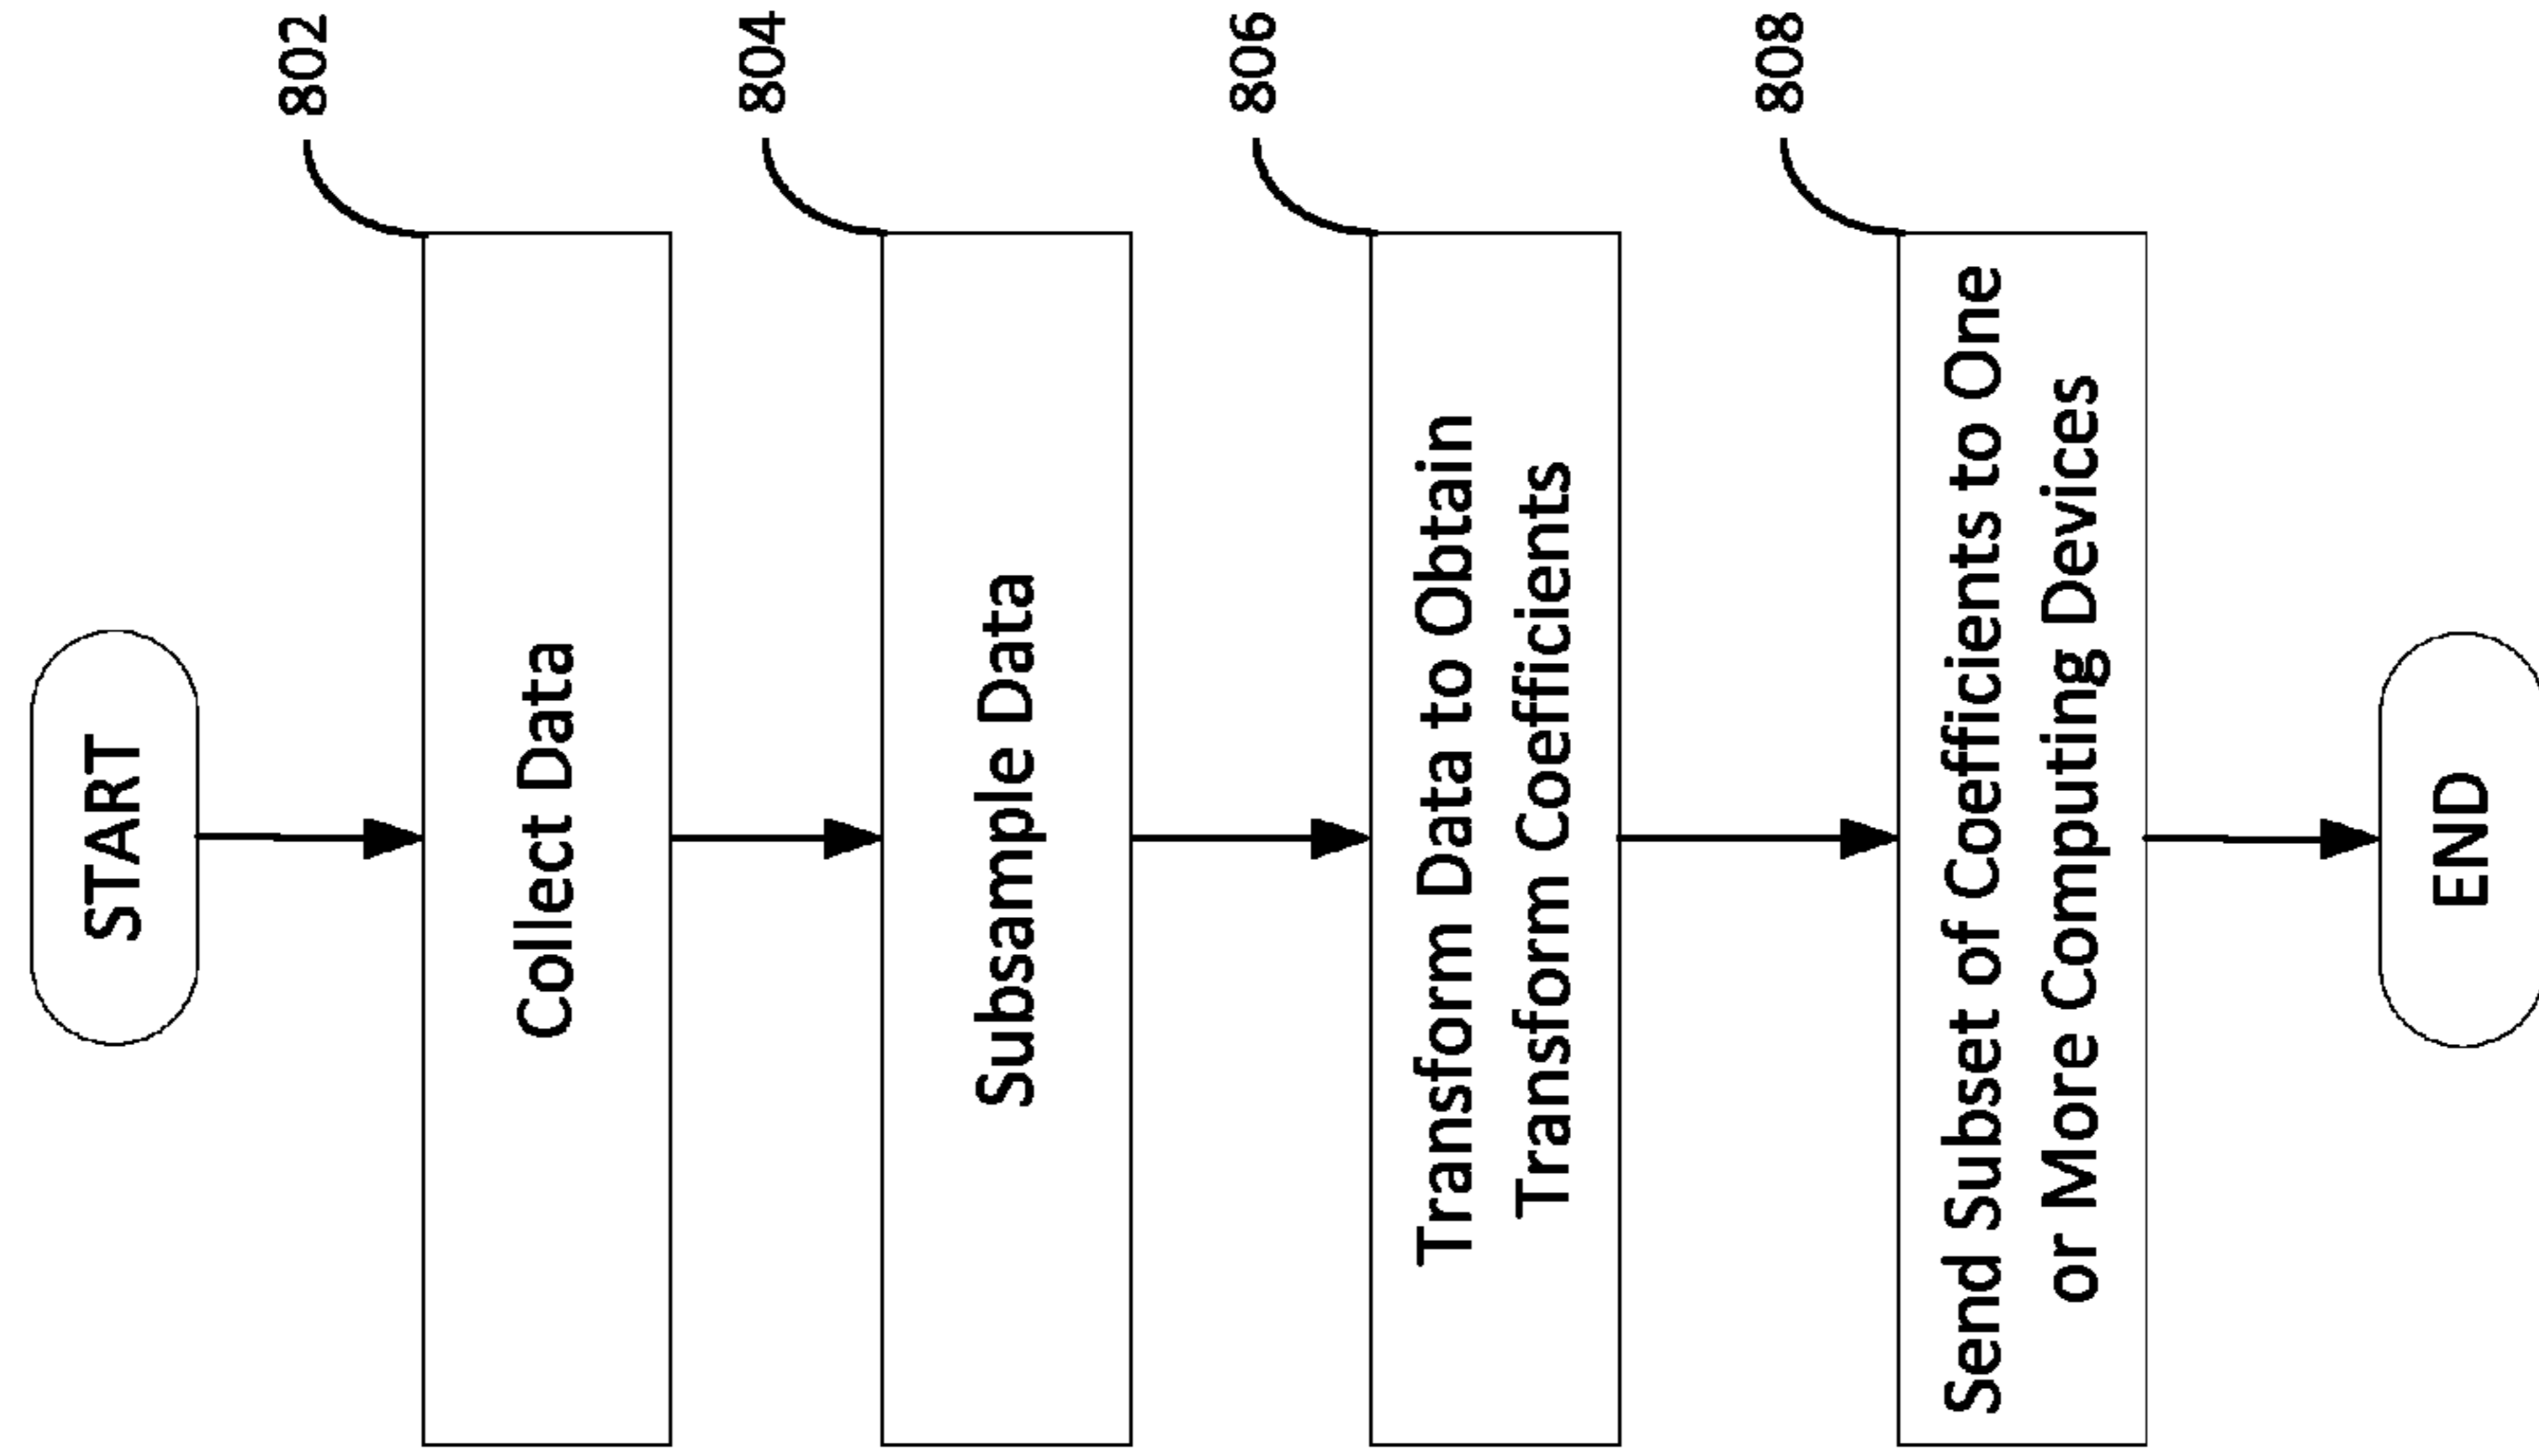 START
802
Collect Data
804
Subsample Data
806
Transform Data to Obtain
Transform Coefficients
808
Send Subset of Coefficients to One
or More Computing Devices
END